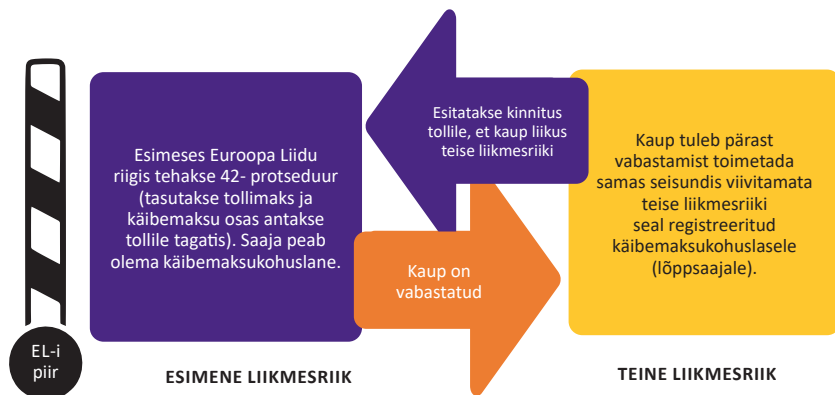 Esimeses Euroopa Liidu
riigis tehakse 42- protseduur
(tasutakse tollimaks ja
käibemaksu osas antakse
tollile tagatis). Saaja peab
olema käibemaksukohuslane.
Esitatakse kinnitus
tollile, et kaup liikus
teise liikmesriiki
Kaup on
vabastatud
Kaup tuleb pärast
vabastamist toimetada
samas seisundis viivitamata
teise liikmesriiki
seal registreeritud
käibemaksukohuslasele
(lõppsaajale).
EL-i
piir
ESIMENE LIIKMESRIIK
TEINE LIIKMESRIIK